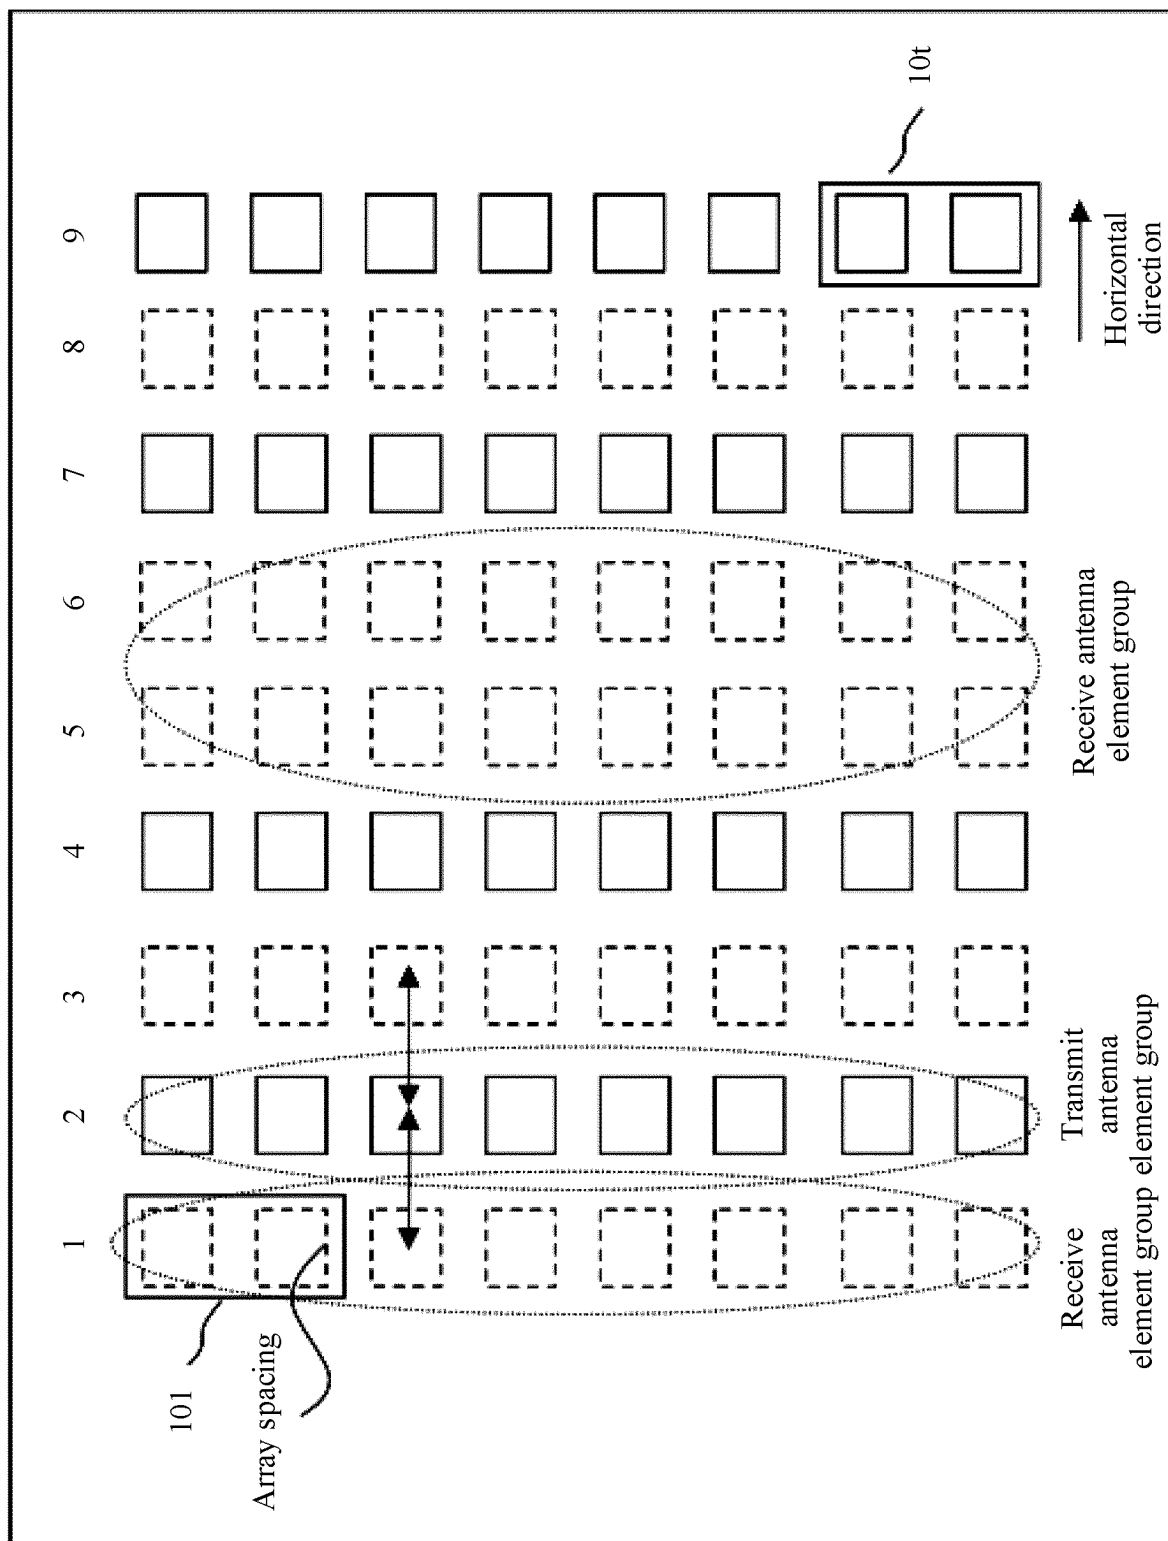 1 2 3 4 5 6 7 8 9
101
Array spacing
10t
Receive
antenna
element group
Transmit
antenna
element group
Receive antenna
element group
Horizontal
direction